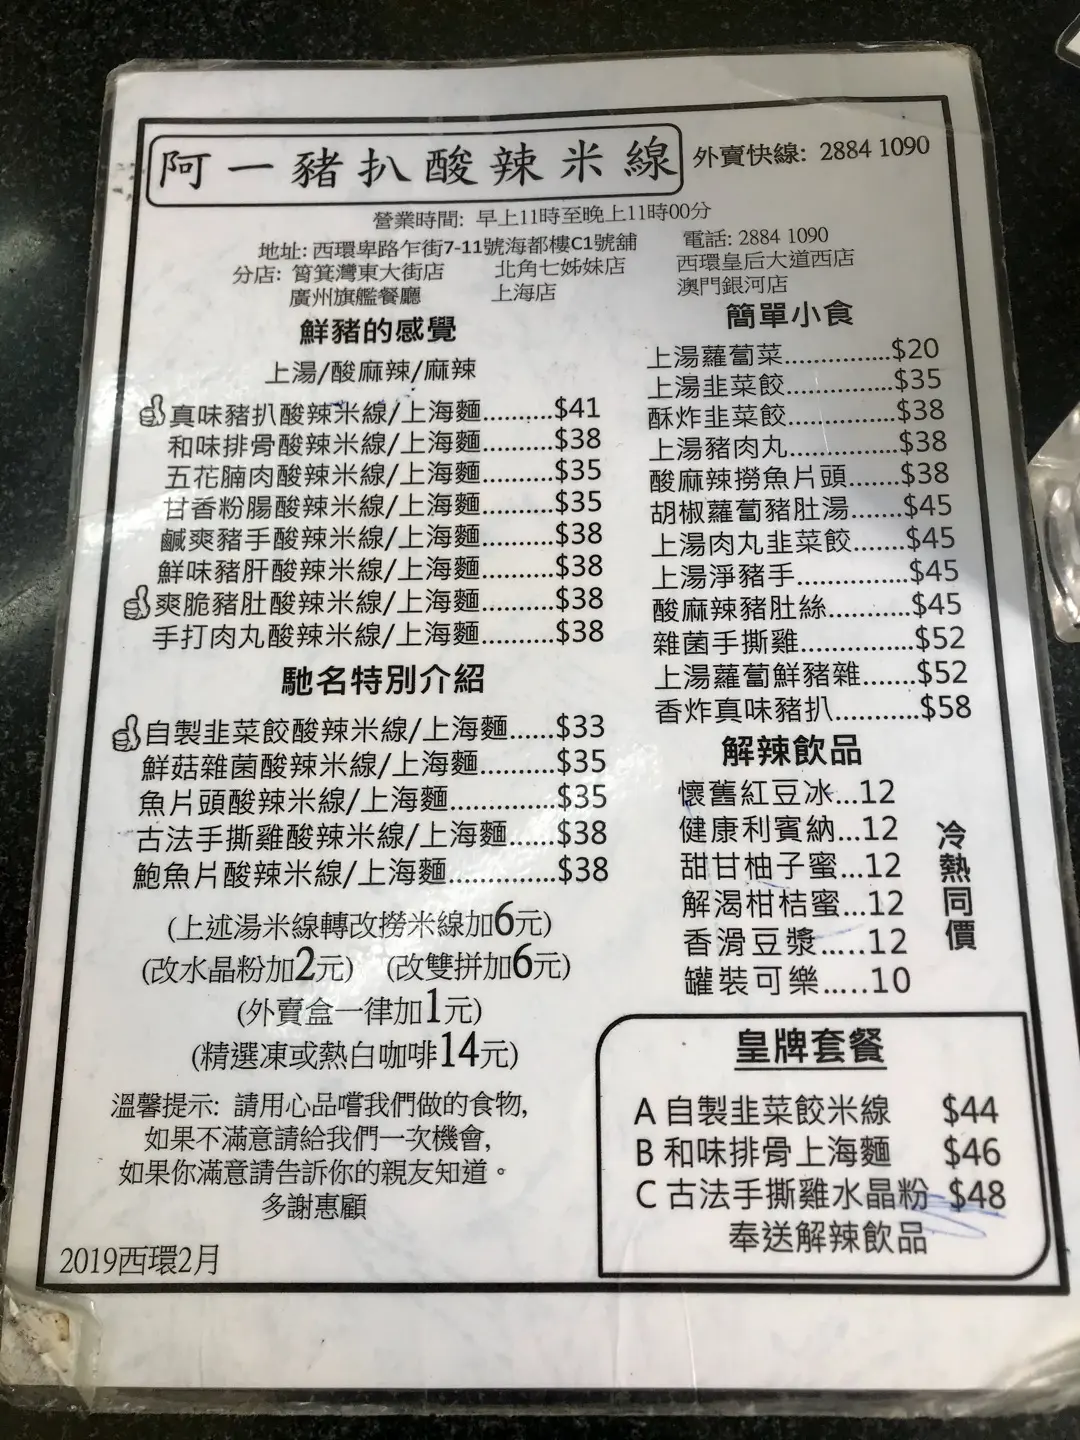 阿一豬扒酸辣米線
外賣快線: 2884 1090
營業時間: 早上11時至晚上11時00分
地址: 西環卑路乍街7-11號海都樓C1號舖
電話: 2884 1090
分店: 筲箕灣東大街店
北角七姊妹店
西環皇后大道西店
廣州旗艦餐廳
上海店
澳門銀河店
鮮豬的感覺
上湯/酸麻辣/麻辣
真味豬扒酸辣米線/上海麵..........$41
和味排骨酸辣米線/上海麵..........$38
五花腩肉酸辣米線/上海麵..........$35
甘香粉腸酸辣米線/上海麵..........$35
鹹爽豬手酸辣米線/上海麵..........$38
鮮味豬肝酸辣米線/上海麵..........$38
爽脆豬肚酸辣米線/上海麵..........$38
手打肉丸酸辣米線/上海麵..........$38
馳名特別介紹
自製韭菜餃酸辣米線/上海麵......$33
鮮菇雜菌酸辣米線/上海麵..........$35
魚片頭酸辣米線/上海麵..............$35
古法手撕雞酸辣米線/上海麵......$38
鮑魚片酸辣米線/上海麵..............$38
(上述湯米線轉改撈米線加6元)
(改水晶粉加2元) (改雙拼加6元)
(外賣盒一律加1元)
(精選凍或熱白咖啡14元)
溫馨提示: 請用心品嚐我們做的食物,
如果不滿意請給我們一次機會,
如果你滿意請告訴你的親友知道。
多謝惠顧
2019西環2月
簡單小食
上湯蘿蔔菜...............$20
上湯韭菜餃...............$35
酥炸韭菜餃...............$38
上湯豬肉丸...............$38
酸麻辣撈魚片頭.......$38
胡椒蘿蔔豬肚湯.......$45
上湯肉丸韭菜餃.......$45
上湯淨豬手...............$45
酸麻辣豬肚絲...........$45
雜菌手撕雞................$52
上湯蘿蔔鮮豬雜.......$52
香炸真味豬扒...........$58
解辣飲品
懷舊紅豆冰...12
健康利賓納...12
甜甘柚子蜜...12
解渴柑桔蜜...12
香滑豆漿.....12
罐裝可樂.....10
冷熱同價
皇牌套餐
A 自製韭菜餃米線 $44
B 和味排骨上海麵 $46
C 古法手撕雞水晶粉 $48
奉送解辣飲品